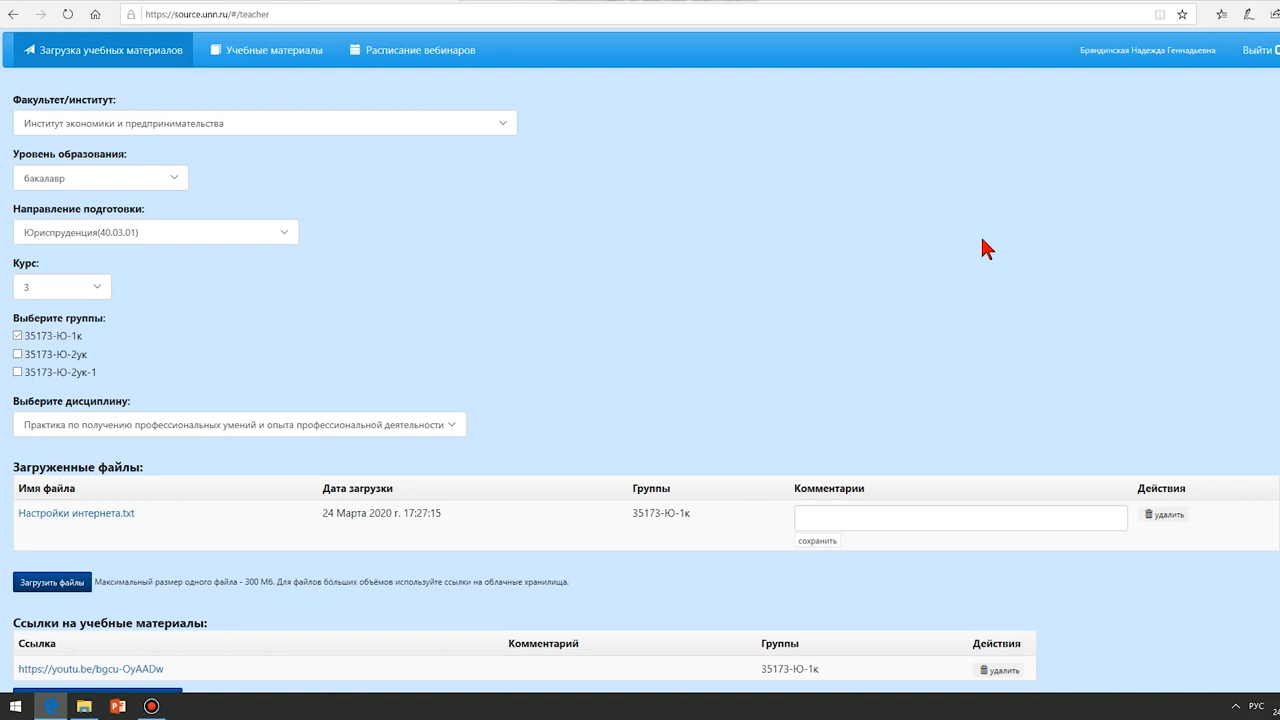 https://source.unn.ru/#/teacher
Загрузка учебных материалов
Учебные материалы
Расписание вебинаров
Бряндинская Надежда Геннадьевна
Выйти
Факультет/институт:
Институт экономики и предпринимательства
Уровень образования:
бакалавр
Направление подготовки:
Юриспруденция(40.03.01)
Курс:
3
Выберите группы:
35173-Ю-1к
35173-Ю-2ук
35173-Ю-2ук-1
Выберите дисциплину:
Практика по получению профессиональных умений и опыта профессиональной деятельности
Загруженные файлы:
Имя файла Дата загрузки Группы Комментарии Действия
Настройки интернета.txt 24 Марта 2020 г. 17:27:15 35173-Ю-1к удалить
сохранить
Загрузить файлы Максимальный размер одного файла - 300 Мб. Для файлов бóльших объёмов используйте ссылки на облачные хранилища.
Ссылки на учебные материалы:
Ссылка Комментарий Группы Действия
https://youtu.be/bgcu-OyAADw 35173-Ю-1к удалить
РУС